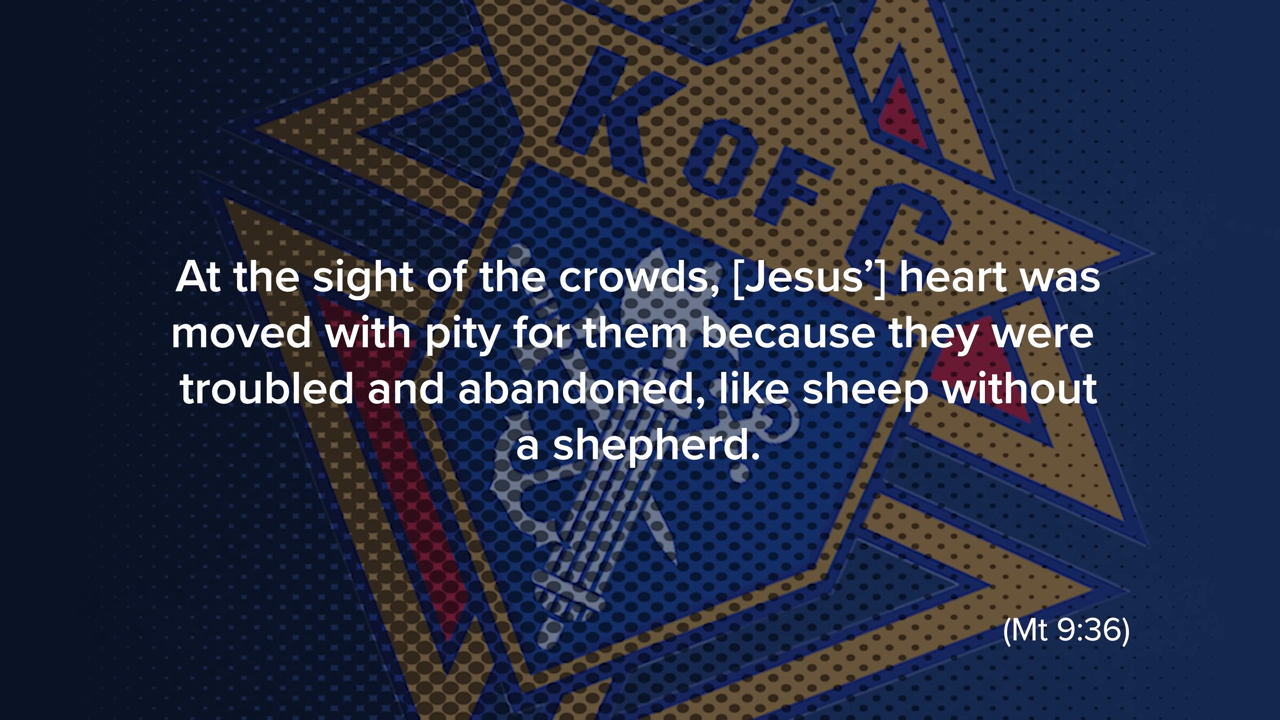 K OF C
At the sight of the crowds, [Jesus’] heart was
moved with pity for them because they were
troubled and abandoned, like sheep without
a shepherd.
(Mt 9:36)